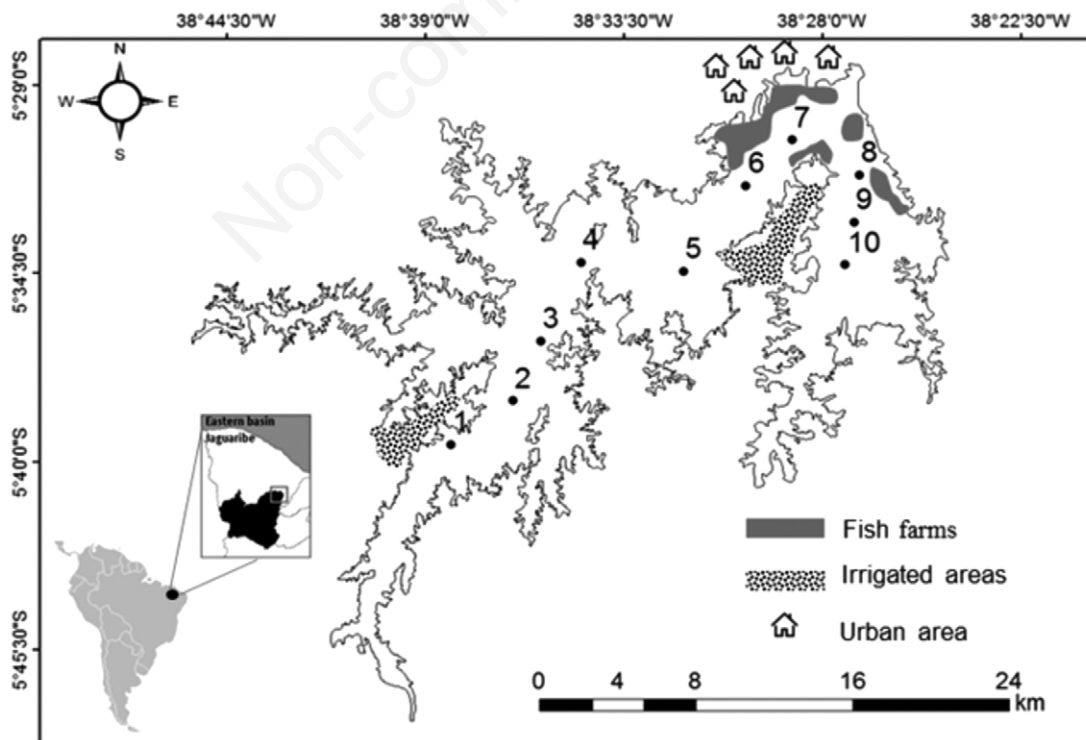 38°44'30"W 38°39'0"W 38°33'30"W 38°28'0"W 38°22'30"W
Non-com
N
W E
S
5°29'0"S
5°34'30"S
5°40'0"S
5°45'30"S
7
8
6
9
10
4
5
3
2
1
Eastern basin
Jaguaribe
Fish farms
Irrigated areas
Urban area
0 4 8 16 24
km